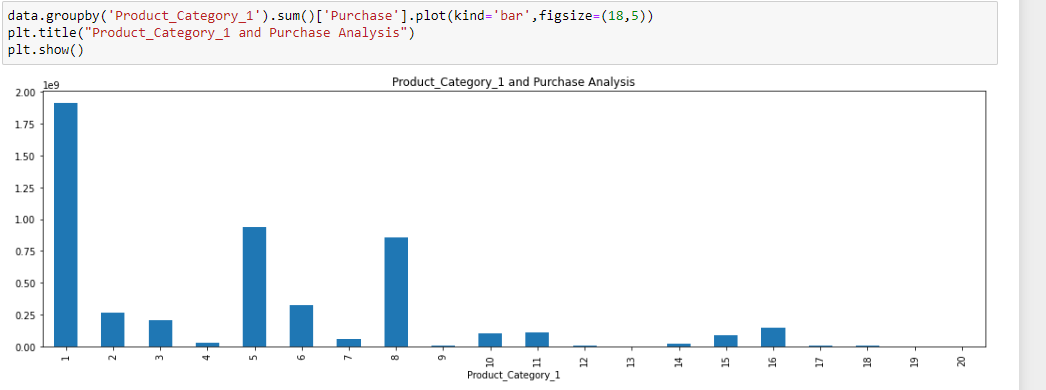 data.groupby('Product_Category_1').sum()['Purchase'].plot(kind='bar',figsize=(18,5))
plt.title("Product_Category_1 and Purchase Analysis")
plt.show()
Product_Category_1 and Purchase Analysis
1e9
2.00
1.75
1.50
1.25
1.00
0.75
0.50
0.25
0.00
1 2 3 4 5 6 7 8 9 10 11 12 13 14 15 16 17 18 19 20
Product_Category_1